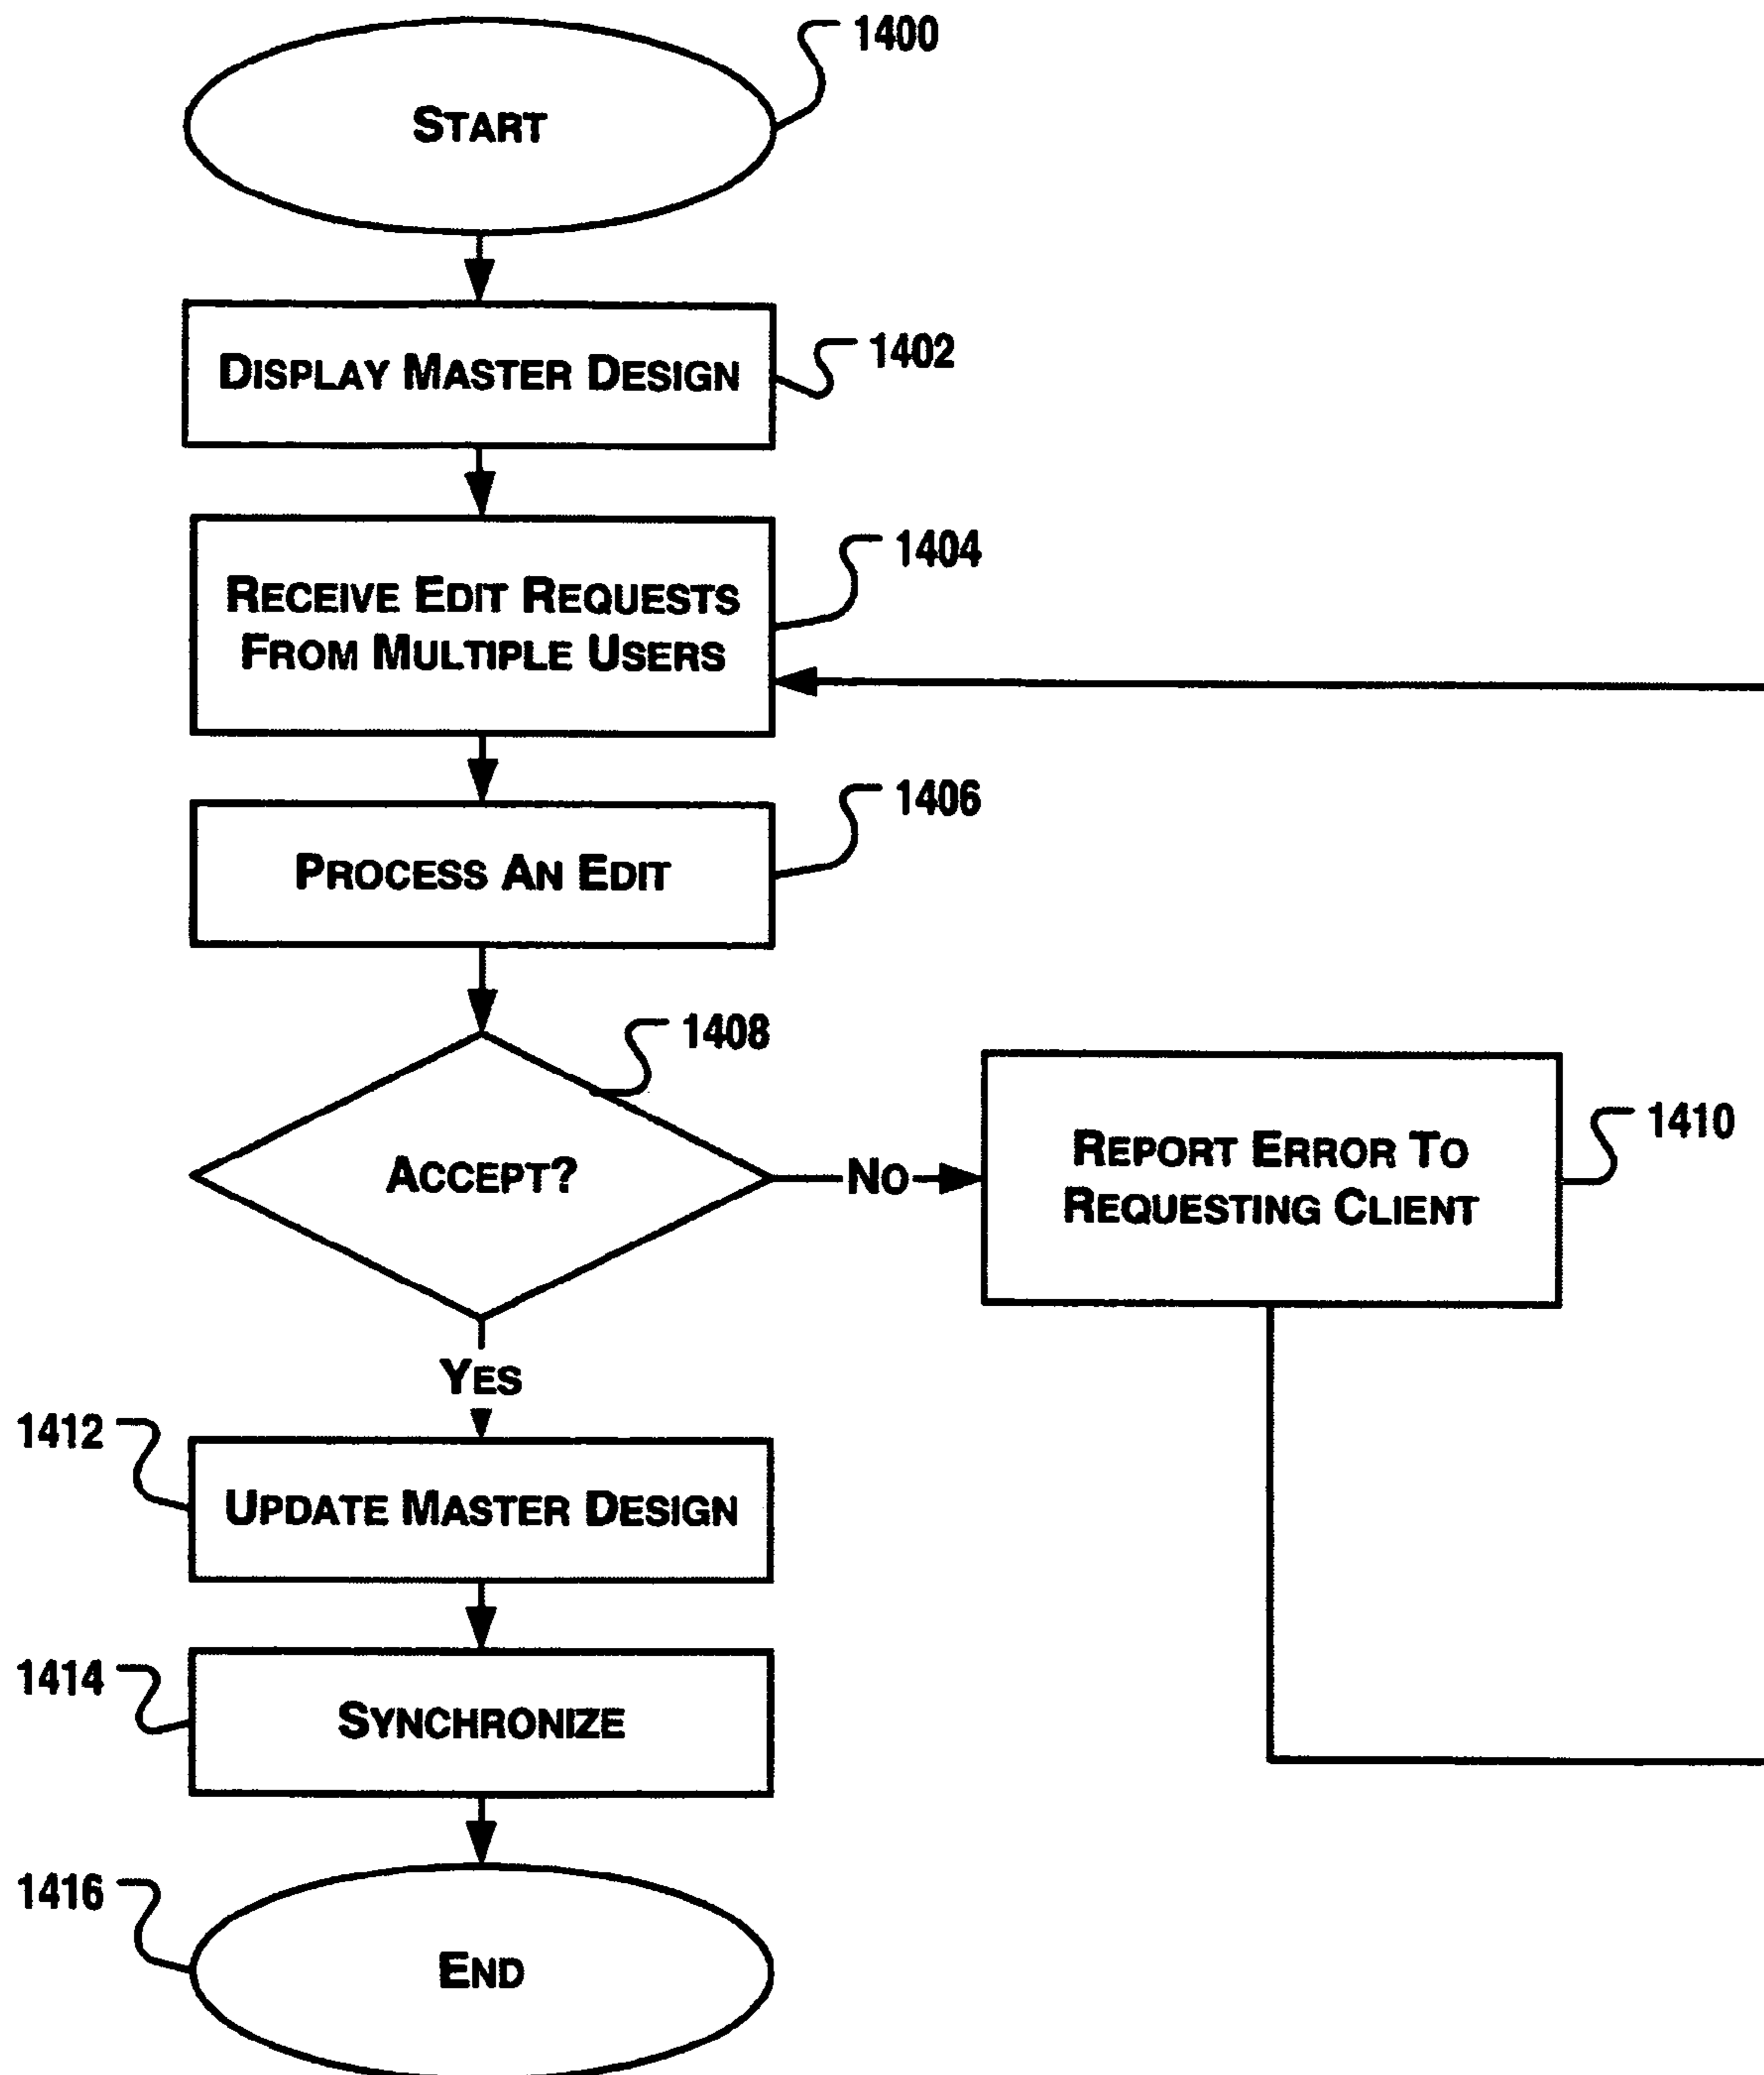 1400
START
1402
DISPLAY MASTER DESIGN
1404
RECEIVE EDIT REQUESTS
FROM MULTIPLE USERS
1406
PROCESS AN EDIT
1408
ACCEPT?
NO
REPORT ERROR TO
REQUESTING CLIENT
1410
YES
1412
UPDATE MASTER DESIGN
1414
SYNCHRONIZE
1416
END